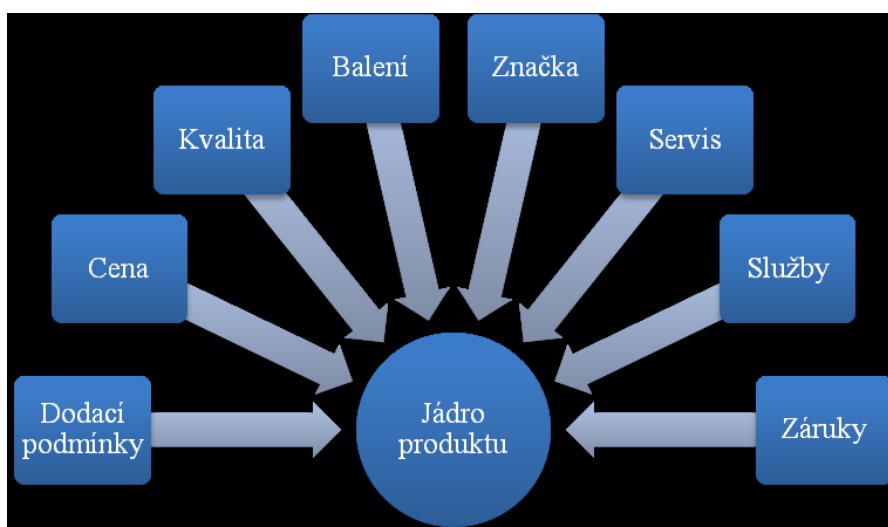 Balení
Značka
Kvalita
Servis
Cena
Služby
Dodací
podmínky
Jádro
produktu
Záruky